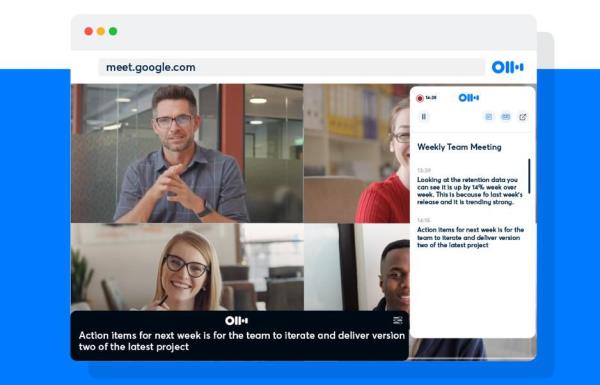 meet.google.com
14:35
Weekly Team Meeting
13:39
Looking at the retention data you
can see it is up by 14% week over
week. This is because fo last week's
release and it is trending strong.
14:15
Action items for next week is for the
team to iterate and deliver version
two of the latest project
Action items for next week is for the team to iterate and deliver version
two of the latest project